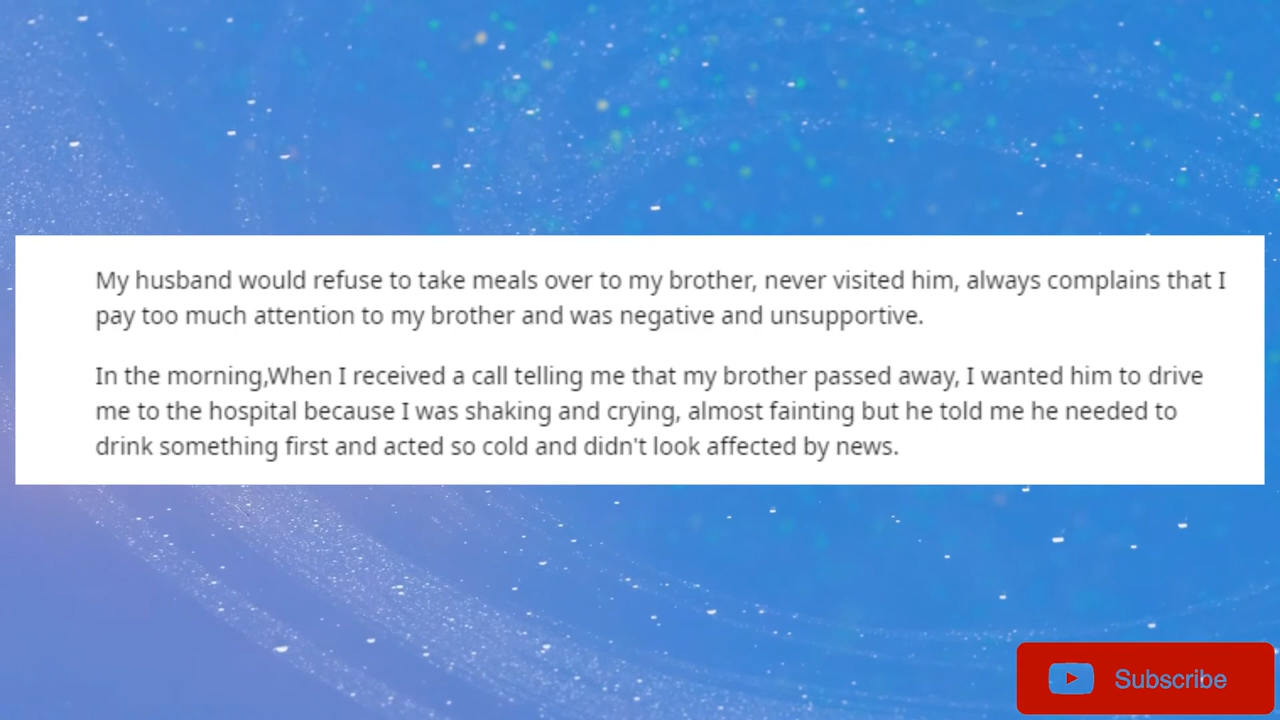 My husband would refuse to take meals over to my brother, never visited him, always complains that I
pay too much attention to my brother and was negative and unsupportive.
In the morning,When I received a call telling me that my brother passed away, I wanted him to drive
me to the hospital because I was shaking and crying, almost fainting but he told me he needed to
drink something first and acted so cold and didn't look affected by news.
Subscribe